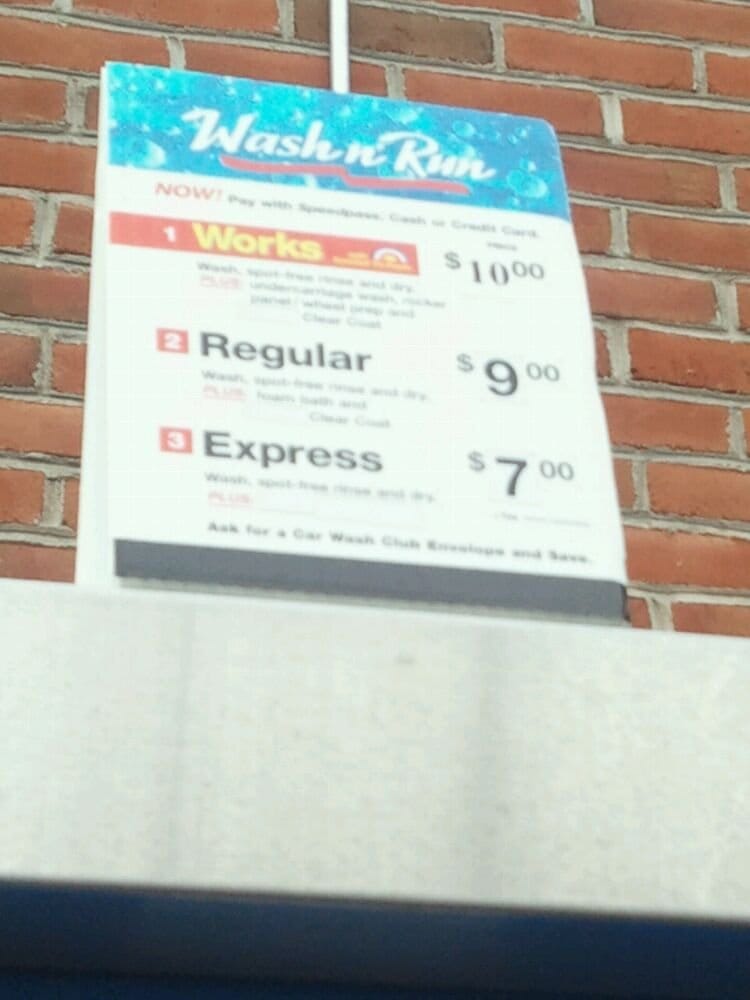 Wash n Run
NOW! Pay with Speedpass, Cash or Credit Card.
PRICE
1 Works $10 00
Wash, spot-free rinse and dry.
PLUS: undercarriage wash, rocker
panel / wheel prep and
Clear Coat
2 Regular $9 00
Wash, spot-free rinse and dry.
PLUS: foam bath and
Clear Coat
3 Express $7 00
Wash, spot-free rinse and dry.
PLUS:
Ask for a Car Wash Club Envelope and Save.